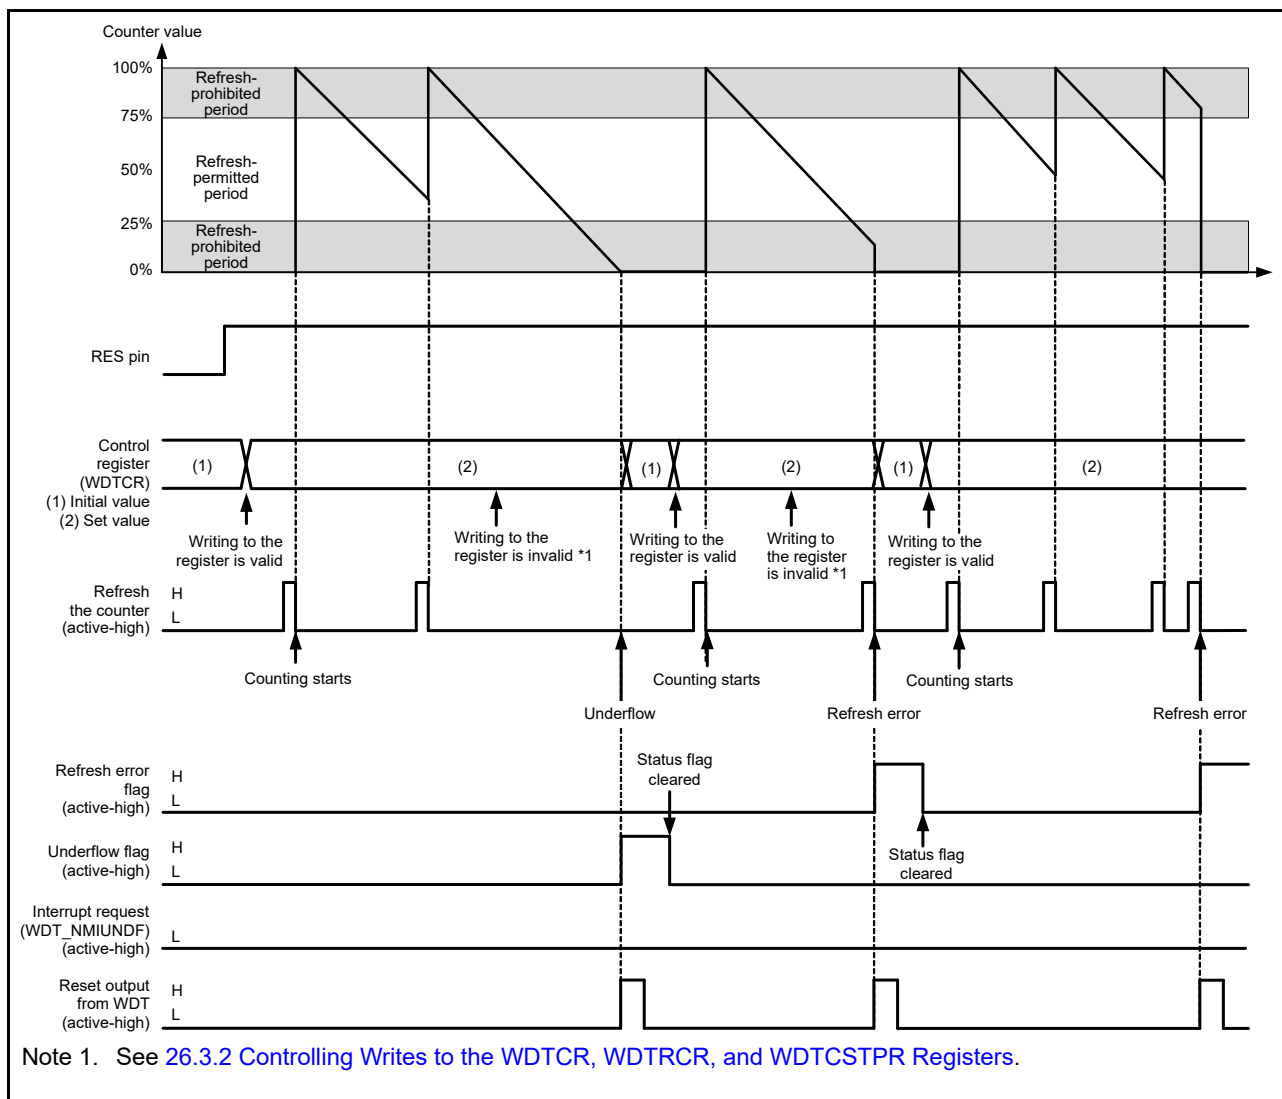 Counter value
100%
Refresh-
prohibited
period
75%
50%
Refresh-
permitted
period
25%
Refresh-
prohibited
period
0%
RES pin
Control
register
(WDTCR)
(1) Initial value
(2) Set value
(1)
(2)
(1)
(2)
(1)
(2)
Writing to the
register is valid
Writing to the
register is invalid *1
Writing to the
register is valid
Writing to
the register
is invalid *1
Writing to the
register is valid
Refresh
the counter
(active-high)
H
L
Counting starts
Counting starts
Counting starts
Underflow
Refresh error
Refresh error
Refresh error
flag
(active-high)
H
L
Status flag
cleared
Underflow flag
(active-high)
H
L
Status flag
cleared
Interrupt request
(WDT_NMIUNDF)
(active-high)
L
Reset output
from WDT
(active-high)
H
L
Note 1. See 26.3.2 Controlling Writes to the WDTCR, WDTRCR, and WDTCSTPR Registers.